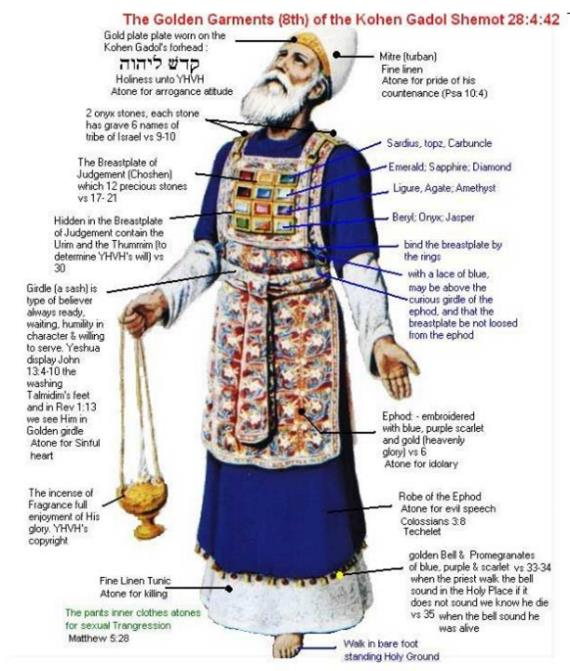 The Golden Garments (8th) of the Kohen Gadol Shemot 28:4:42
Gold plate plate worn on the
Kohen Gadol's forhead :
קדש ליהוה
Holiness unto YHVH
Atone for arrogance atitude
Mitre (turban)
Fine linen
Atone for pride of his
countenance (Psa 10:4)
2 onyx stones, each stone
has grave 6 names of
tribe of Israel vs 9-10
Sardius, topz, Carbuncle
The Breastplate of
Judgement (Choshen)
which 12 precious stones
vs 17- 21
Emerald; Sapphire; Diamond
Ligure, Agate; Amethyst
Beryl; Onyx; Jasper
Hidden in the Breastplate
of Judgement contain the
Urim and the Thummim (to
determine YHVH's will) vs
30
bind the breastplate by
the rings
with a lace of blue,
may be above the
curious girdle of the
ephod, and that the
breastplate be not loosed
from the ephod
Girdle (a sash) is
type of believer
always ready,
waiting, humility in
character & willing
to serve. Yeshua
display John
13:4-10 the
washing
Talmidim's feet
and in Rev 1:13
we see Him in
Golden girdle
Atone for Sinful
heart
Ephod: - embroidered
with blue, purple scarlet
and gold (heavenly
glory) vs 6
Atone for idolary
The incense of
Fragrance full
enjoyment of His
glory. YHVH's
copyright
Robe of the Ephod
Atone for evil speech
Colossians 3:8
Techelet
golden Bell & Promegranates
of blue, purple & scarlet vs 33-34
when the priest walk the bell
sound in the Holy Place if it
does not sound we know he die
vs 35 when the bell sound he
was alive
Fine Linen Tunic
Atone for killing
The pants inner clothes atones
for sexual Trangression
Matthew 5:28
Walk in bare foot
standing Holy Ground